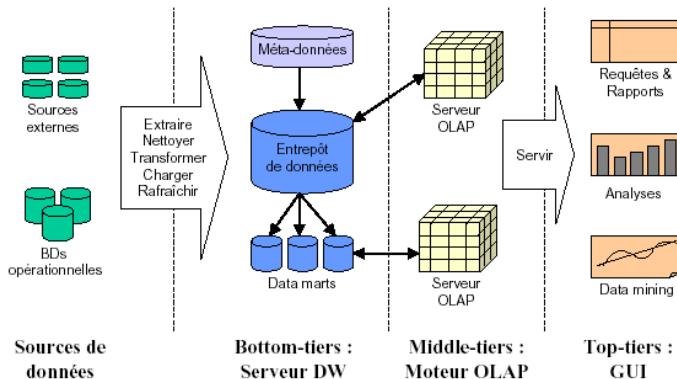 Sources
externes
BDs
opérationnelles
Extraire
Nettoyer
Transformer
Charger
Rafraîchir
Méta-données
Entrepôt
de données
Data marts
Serveur
OLAP
Serveur
OLAP
Servir
Requêtes &
Rapports
Analyses
Data mining
Sources de
données
Bottom-tiers :
Serveur DW
Middle-tiers :
Moteur OLAP
Top-tiers :
GUI